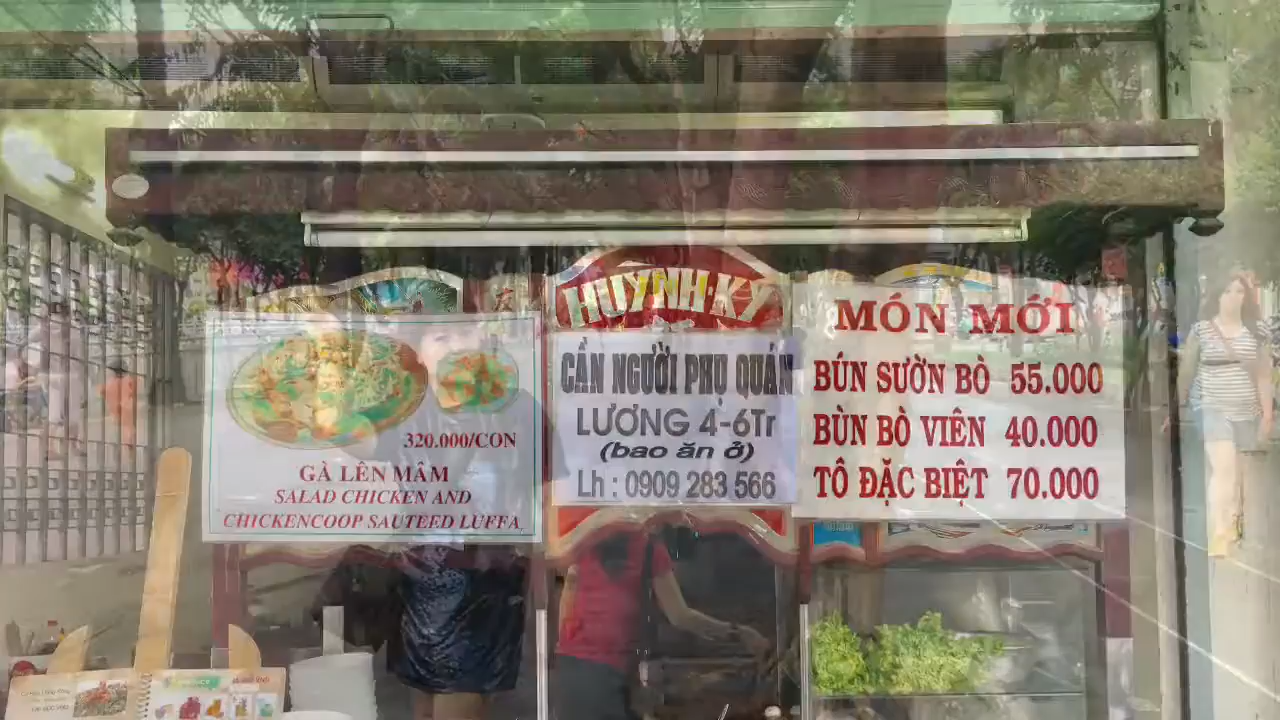 HUỲNH KÝ
320.000/CON
GÀ LÊN MÂM
SALAD CHICKEN AND
CHICKENCOOP SAUTEED LUFFA
CẦN NGƯỜI PHỤ QUÁN
LƯƠNG 4-6Tr
(bao ăn ở)
Lh : 0909 283 566
MÓN MỚI
BÚN SƯỜN BÒ 55.000
BÙN BÒ VIÊN 40.000
TÔ ĐẶC BIỆT 70.000